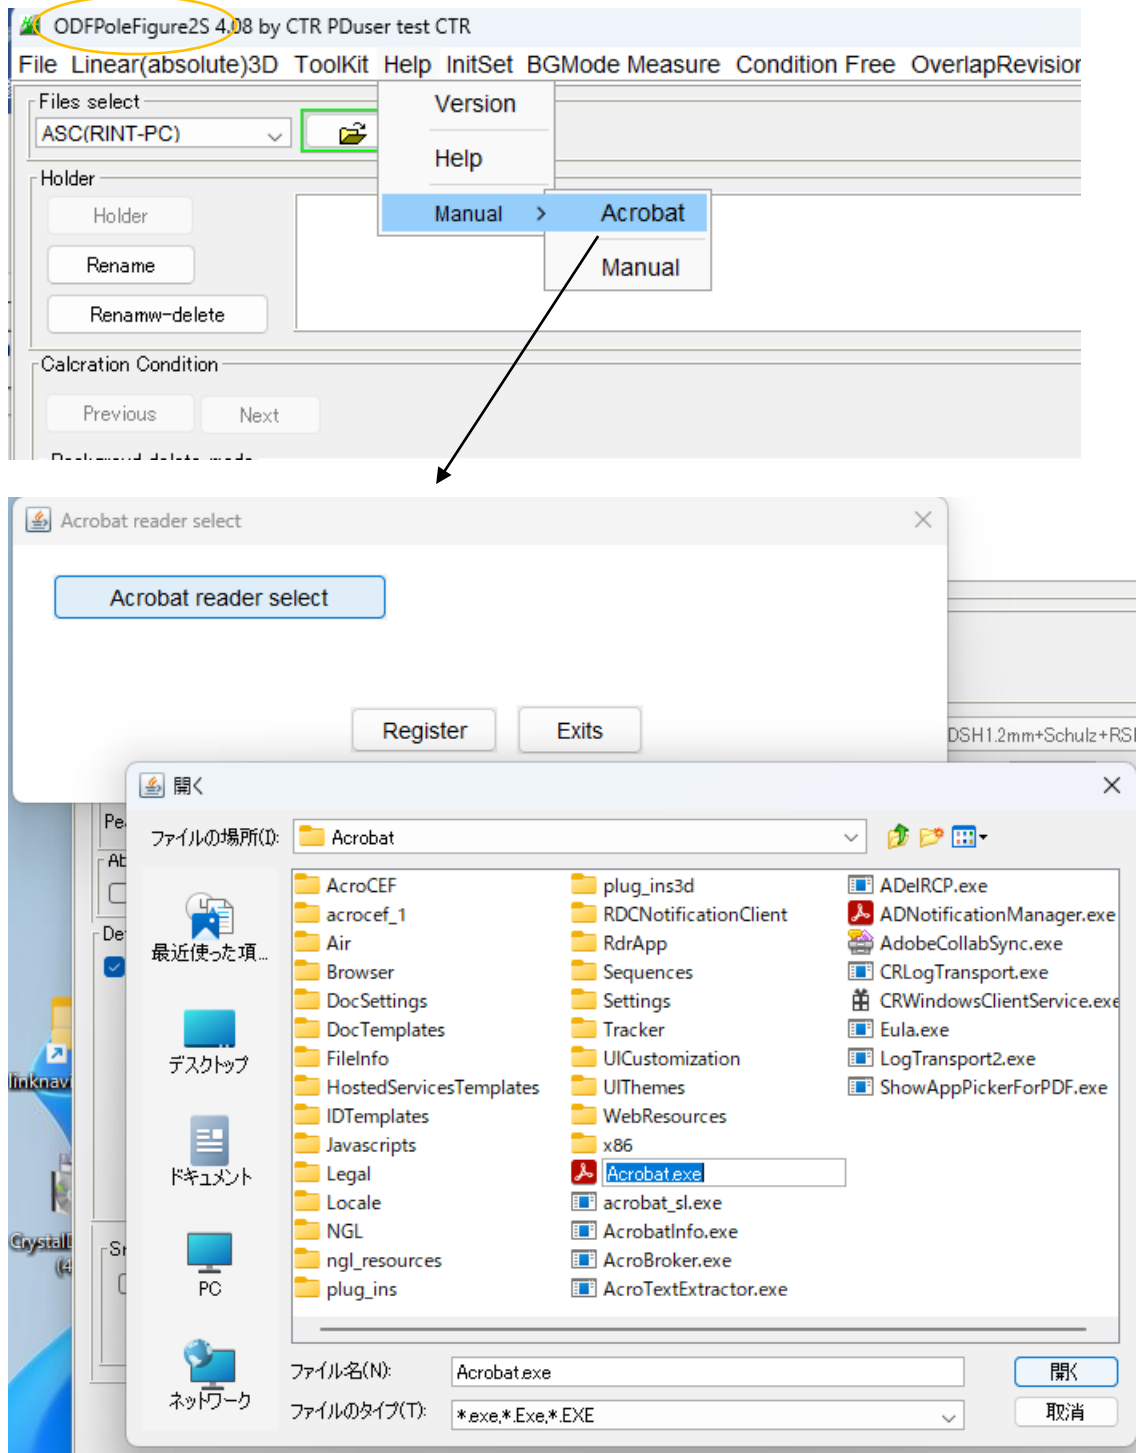 ODFPoleFigure2S 4.08 by CTR PDuser test CTR
File Linear(absolute)3D ToolKit Help InitSet BGMode Measure Condition Free OverlapRevision
Files select
ASC(RINT-PC)
Version
Help
Manual > Acrobat
Manual
Holder
Holder
Rename
Renamw-delete
Calcration Condition
Previous Next
Acrobat reader select
Acrobat reader select
Register Exits
DSH1.2mm+Schulz+RS
開く
ファイルの場所(I): Acrobat
最近使った項...
デスクトップ
ドキュメント
PC
ネットワーク
AcroCEF
acrocef_1
Air
Browser
DocSettings
DocTemplates
FileInfo
HostedServicesTemplates
IDTemplates
Javascripts
Legal
Locale
NGL
ngl_resources
plug_ins
plug_ins3d
RDCNotificationClient
RdrApp
Sequences
Settings
Tracker
UICustomization
UIThemes
WebResources
x86
Acrobat.exe
acrobat_sl.exe
AcrobatInfo.exe
AcroBroker.exe
AcroTextExtractor.exe
ADelRCP.exe
ADNotificationManager.exe
AdobeCollabSync.exe
CRLogTransport.exe
CRWindowsClientService.exe
Eula.exe
LogTransport2.exe
ShowAppPickerForPDF.exe
ファイル名(N): Acrobat.exe
開く
ファイルのタイプ(T): *.exe,*.Exe,*.EXE
取消